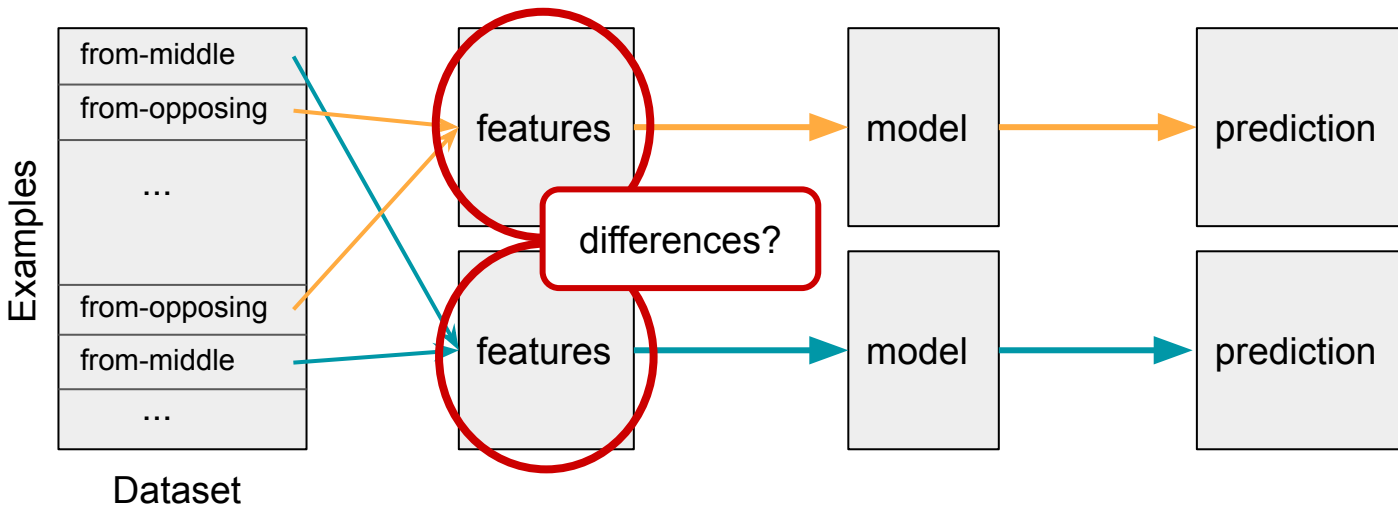 from-middle
from-opposing
...
from-opposing
from-middle
...
Examples
Dataset
features
model
prediction
differences?
features
model
prediction